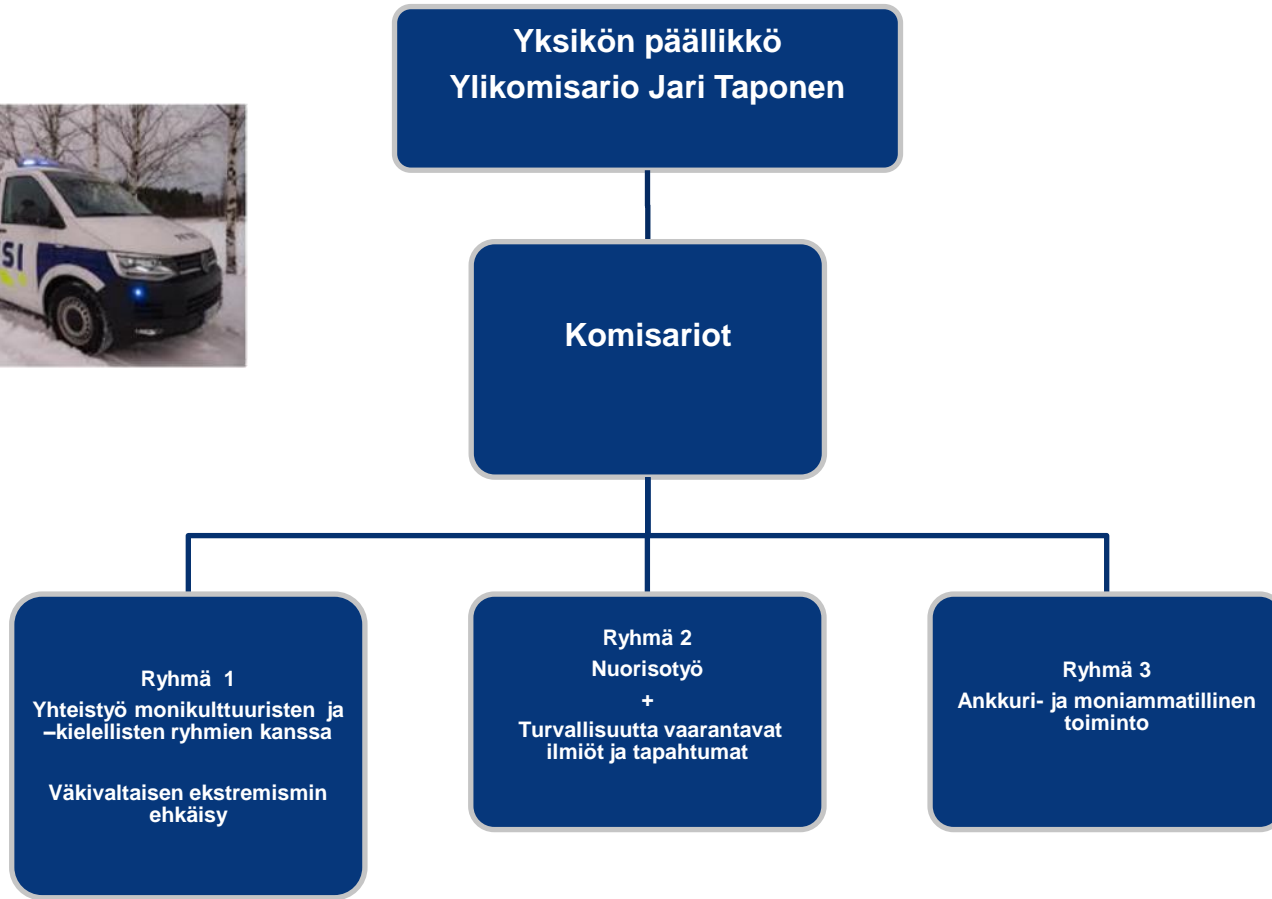 Yksikön päällikkö
Ylikomisario Jari Taponen
SI
Komisariot
Ryhmä 1
Yhteistyö monikulttuuristen ja
–kielellisten ryhmien kanssa
Väkivaltaisen ekstremismin
ehkäisy
Ryhmä 2
Nuorisotyö
+
Turvallisuutta vaarantavat
ilmiöt ja tapahtumat
Ryhmä 3
Ankkuri- ja moniammatillinen
toiminto